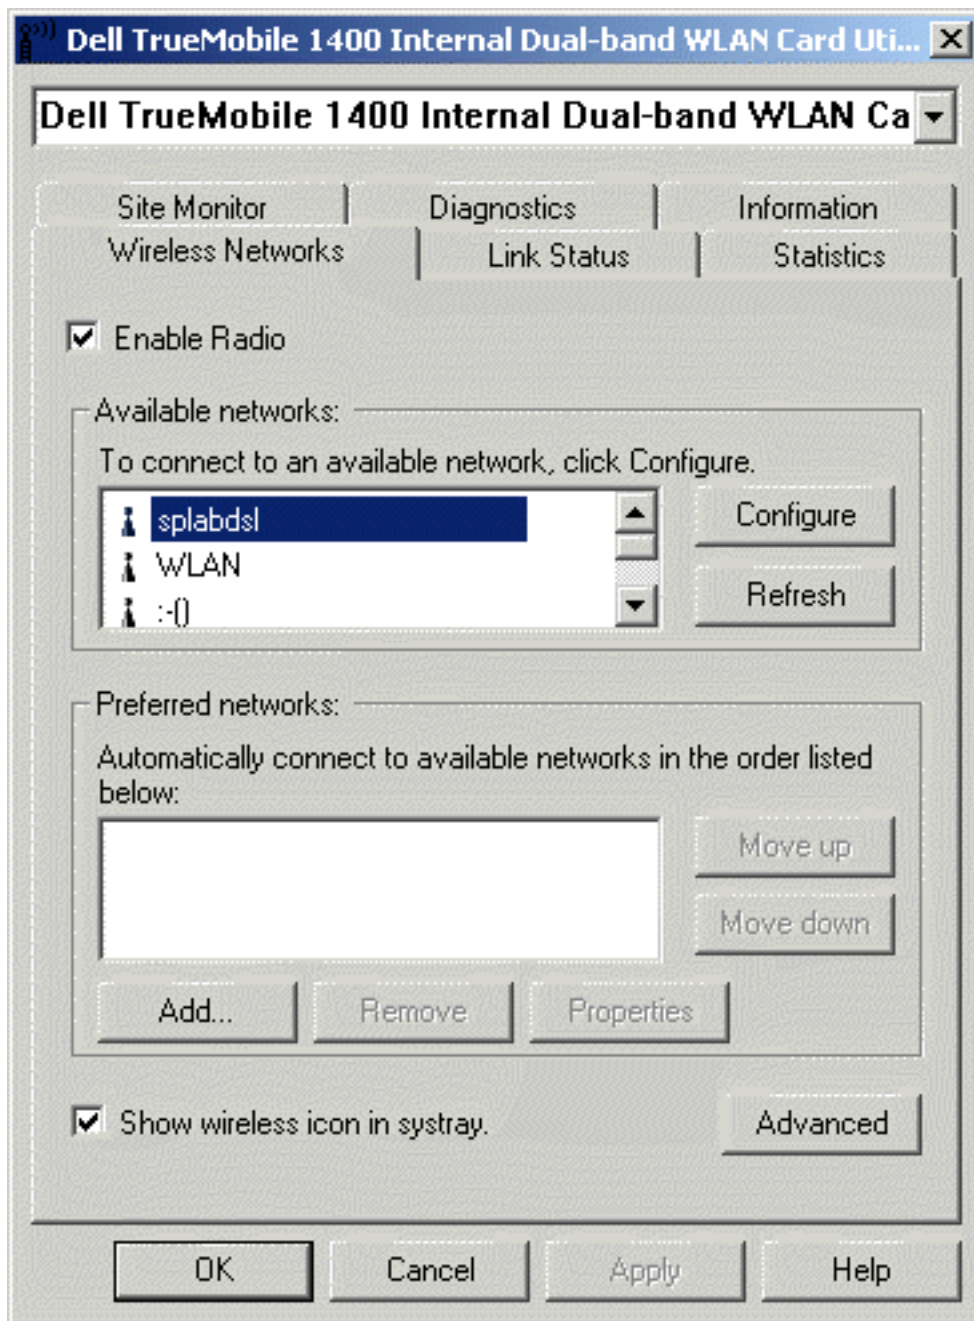 Dell TrueMobile 1400 Internal Dual-band WLAN Card Uti...
Dell TrueMobile 1400 Internal Dual-band WLAN Ca
Site Monitor Diagnostics Information
Wireless Networks Link Status Statistics
Enable Radio
Available networks:
To connect to an available network, click Configure.
splabdsl
WLAN
:-()
Configure
Refresh
Preferred networks:
Automatically connect to available networks in the order listed
below:
Move up
Move down
Add... Remove Properties
Show wireless icon in systray.
Advanced
OK Cancel Apply Help